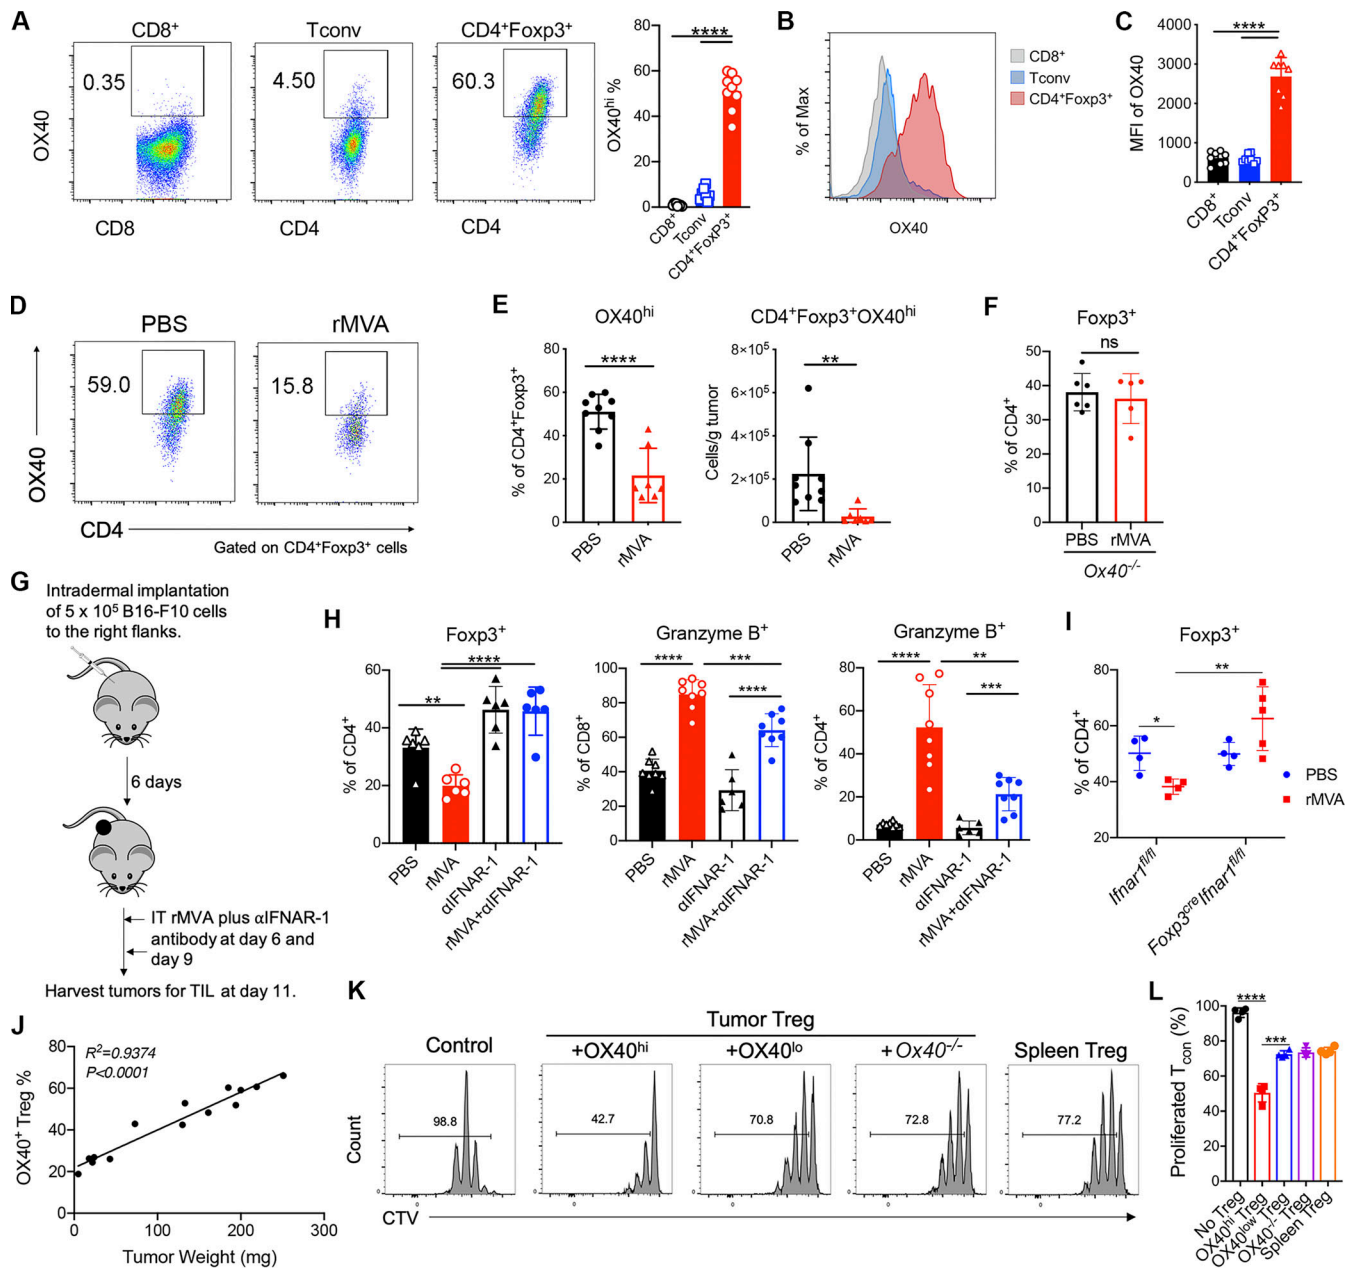 A
CD8+
Tconv
CD4+Foxp3+
0.35
4.50
60.3
OX40
CD8
CD4
CD4
OX40hi %
80
60
40
20
0
****
CD8+
Tconv
CD4+FoxP3+
B
% of Max
OX40
CD8+
Tconv
CD4+Foxp3+
C
MFI of OX40
4000
3000
2000
1000
0
****
CD8+
Tconv
CD4+FoxP3+
D
PBS
rMVA
59.0
15.8
OX40
CD4
Gated on CD4+Foxp3+ cells
E
OX40hi
% of CD4+Foxp3+
80
60
40
20
0
****
PBS
rMVA
CD4+Foxp3+OX40hi
Cells/g tumor
8×10⁵
6×10⁵
4×10⁵
2×10⁵
0
**
PBS
rMVA
F
Foxp3+
ns
% of CD4+
50
40
30
20
10
0
PBS rMVA
Ox40-/-
G
Intradermal implantation
of 5 x 10⁵ B16-F10 cells
to the right flanks.
6 days
IT rMVA plus αIFNAR-1
antibody at day 6 and
day 9
Harvest tumors for TIL at day 11.
H
Foxp3+
% of CD4+
60
40
20
0
**
****
PBS
rMVA
αIFNAR-1
rMVA+αIFNAR-1
Granzyme B+
% of CD8+
100
80
60
40
20
0
****
***
****
PBS
rMVA
αIFNAR-1
rMVA+αIFNAR-1
Granzyme B+
% of CD4+
80
60
40
20
0
****
**
***
PBS
rMVA
αIFNAR-1
rMVA+αIFNAR-1
I
Foxp3+
% of CD4+
80
60
40
20
*
**
PBS
rMVA
Ifnar1fl/fl
Foxp3creIfnar1fl/fl
J
R²=0.9374
P<0.0001
OX40+ Treg %
80
60
40
20
0
0 100 200 300
Tumor Weight (mg)
K
Tumor Treg
Control
+OX40hi
+OX40lo
+Ox40-/-
Spleen Treg
98.8
42.7
70.8
72.8
77.2
Count
0 0 0 0 0
0 0 0 0 0
CTV
L
Proliferated Tcon (%)
100
80
60
40
20
0
****
***
No Treg
OX40hi Treg
OX40low Treg
OX40-/- Treg
Spleen Treg